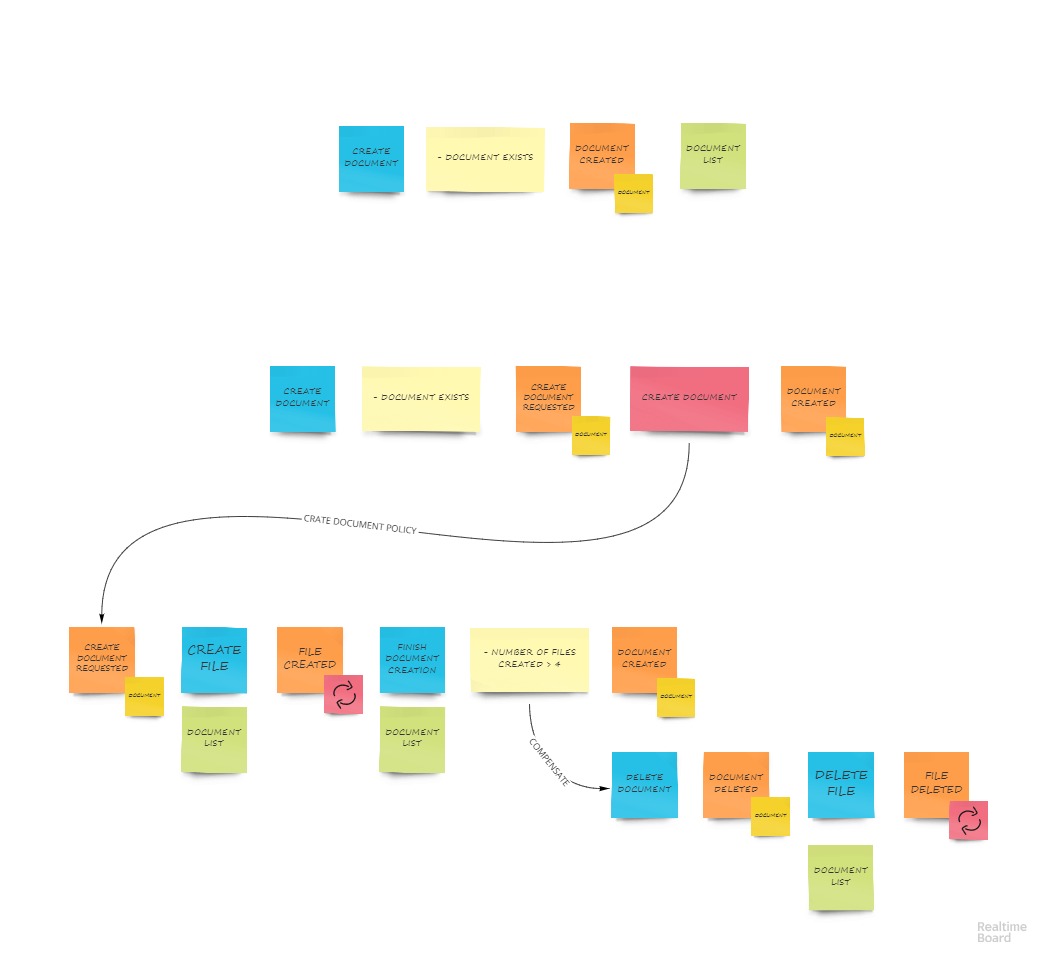 CREATE
DOCUMENT
- DOCUMENT EXISTS
DOCUMENT
CREATED
DOCUMENT
DOCUMENT
LIST
CREATE
DOCUMENT
- DOCUMENT EXISTS
CREATE
DOCUMENT
REQUESTED
DOCUMENT
CREATE DOCUMENT
DOCUMENT
CREATED
DOCUMENT
CRATE DOCUMENT POLICY
CREATE
DOCUMENT
REQUESTED
DOCUMENT
CREATE
FILE
DOCUMENT
LIST
FILE
CREATED
FINISH
DOCUMENT
CREATION
DOCUMENT
LIST
- NUMBER OF FILES
CREATED > 4
DOCUMENT
CREATED
DOCUMENT
COMPENSATE
DELETE
DOCUMENT
DOCUMENT
DELETED
DOCUMENT
DELETE
FILE
DOCUMENT
LIST
FILE
DELETED
Realtime
Board